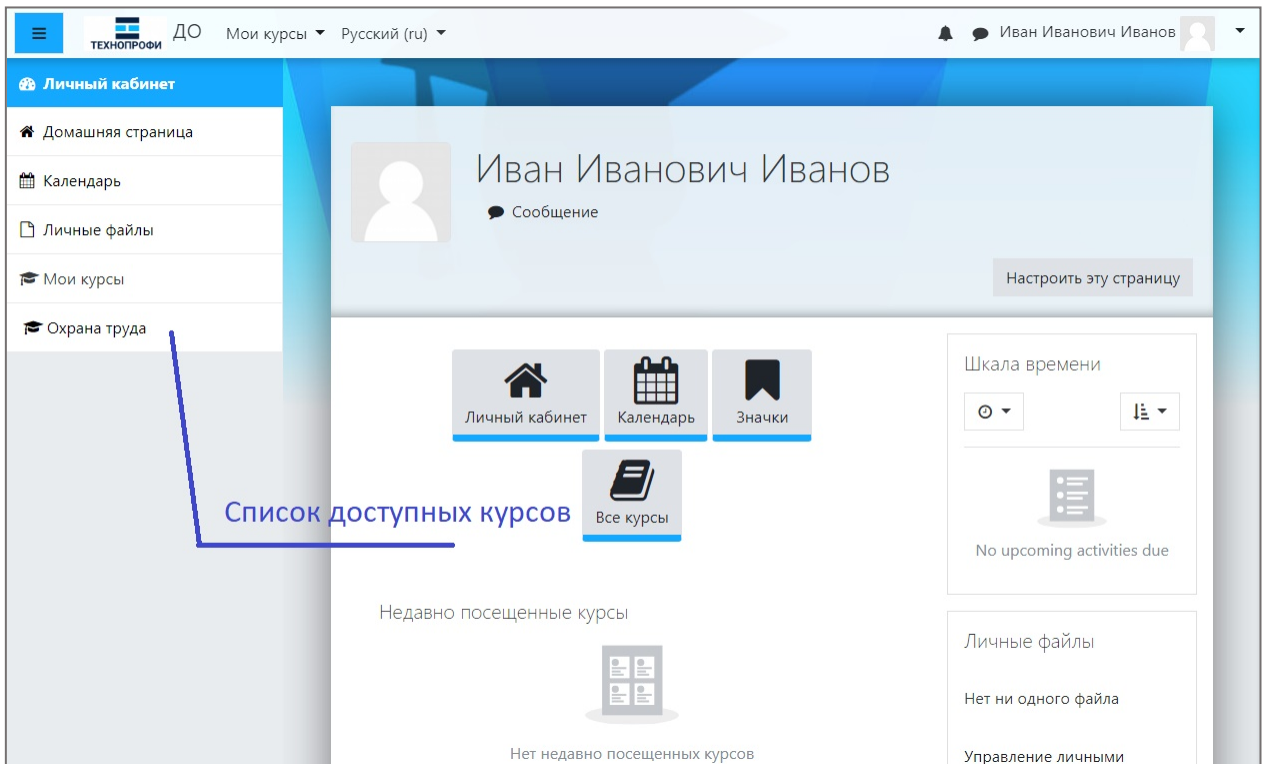 ТЕХНОПРОФИ ДО Мои курсы Русский (ru) Иван Иванович Иванов
Личный кабинет
Домашняя страница
Календарь
Личные файлы
Мои курсы
Охрана труда
Иван Иванович Иванов
Сообщение
Настроить эту страницу
Личный кабинет Календарь Значки
Все курсы
Список доступных курсов
Недавно посещенные курсы
Нет недавно посещенных курсов
Шкала времени
No upcoming activities due
Личные файлы
Нет ни одного файла
Управление личными